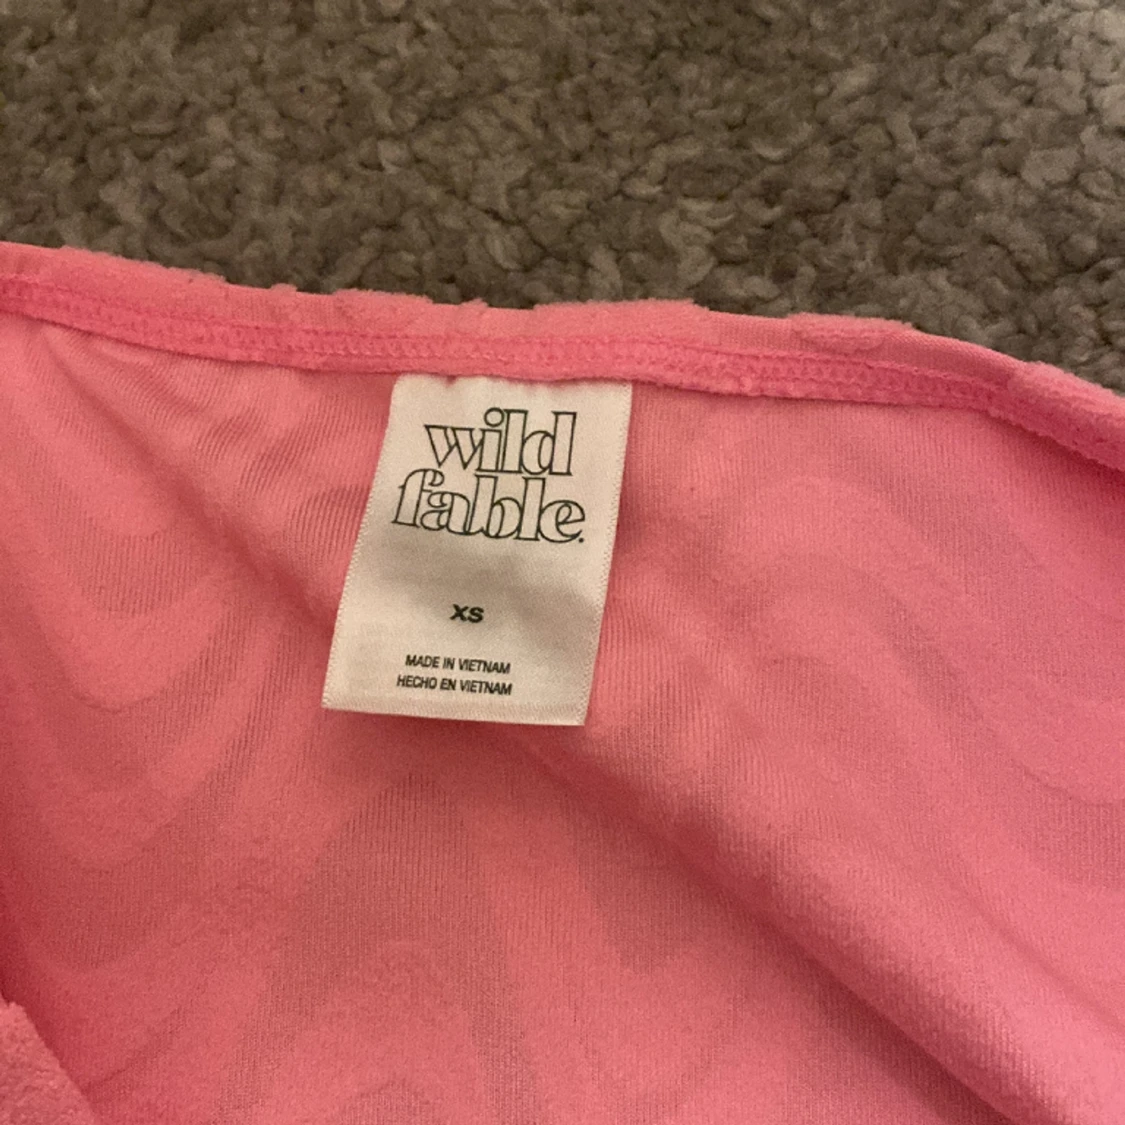 wild
fable.
XS
MADE IN VIETNAM
HECHO EN VIETNAM